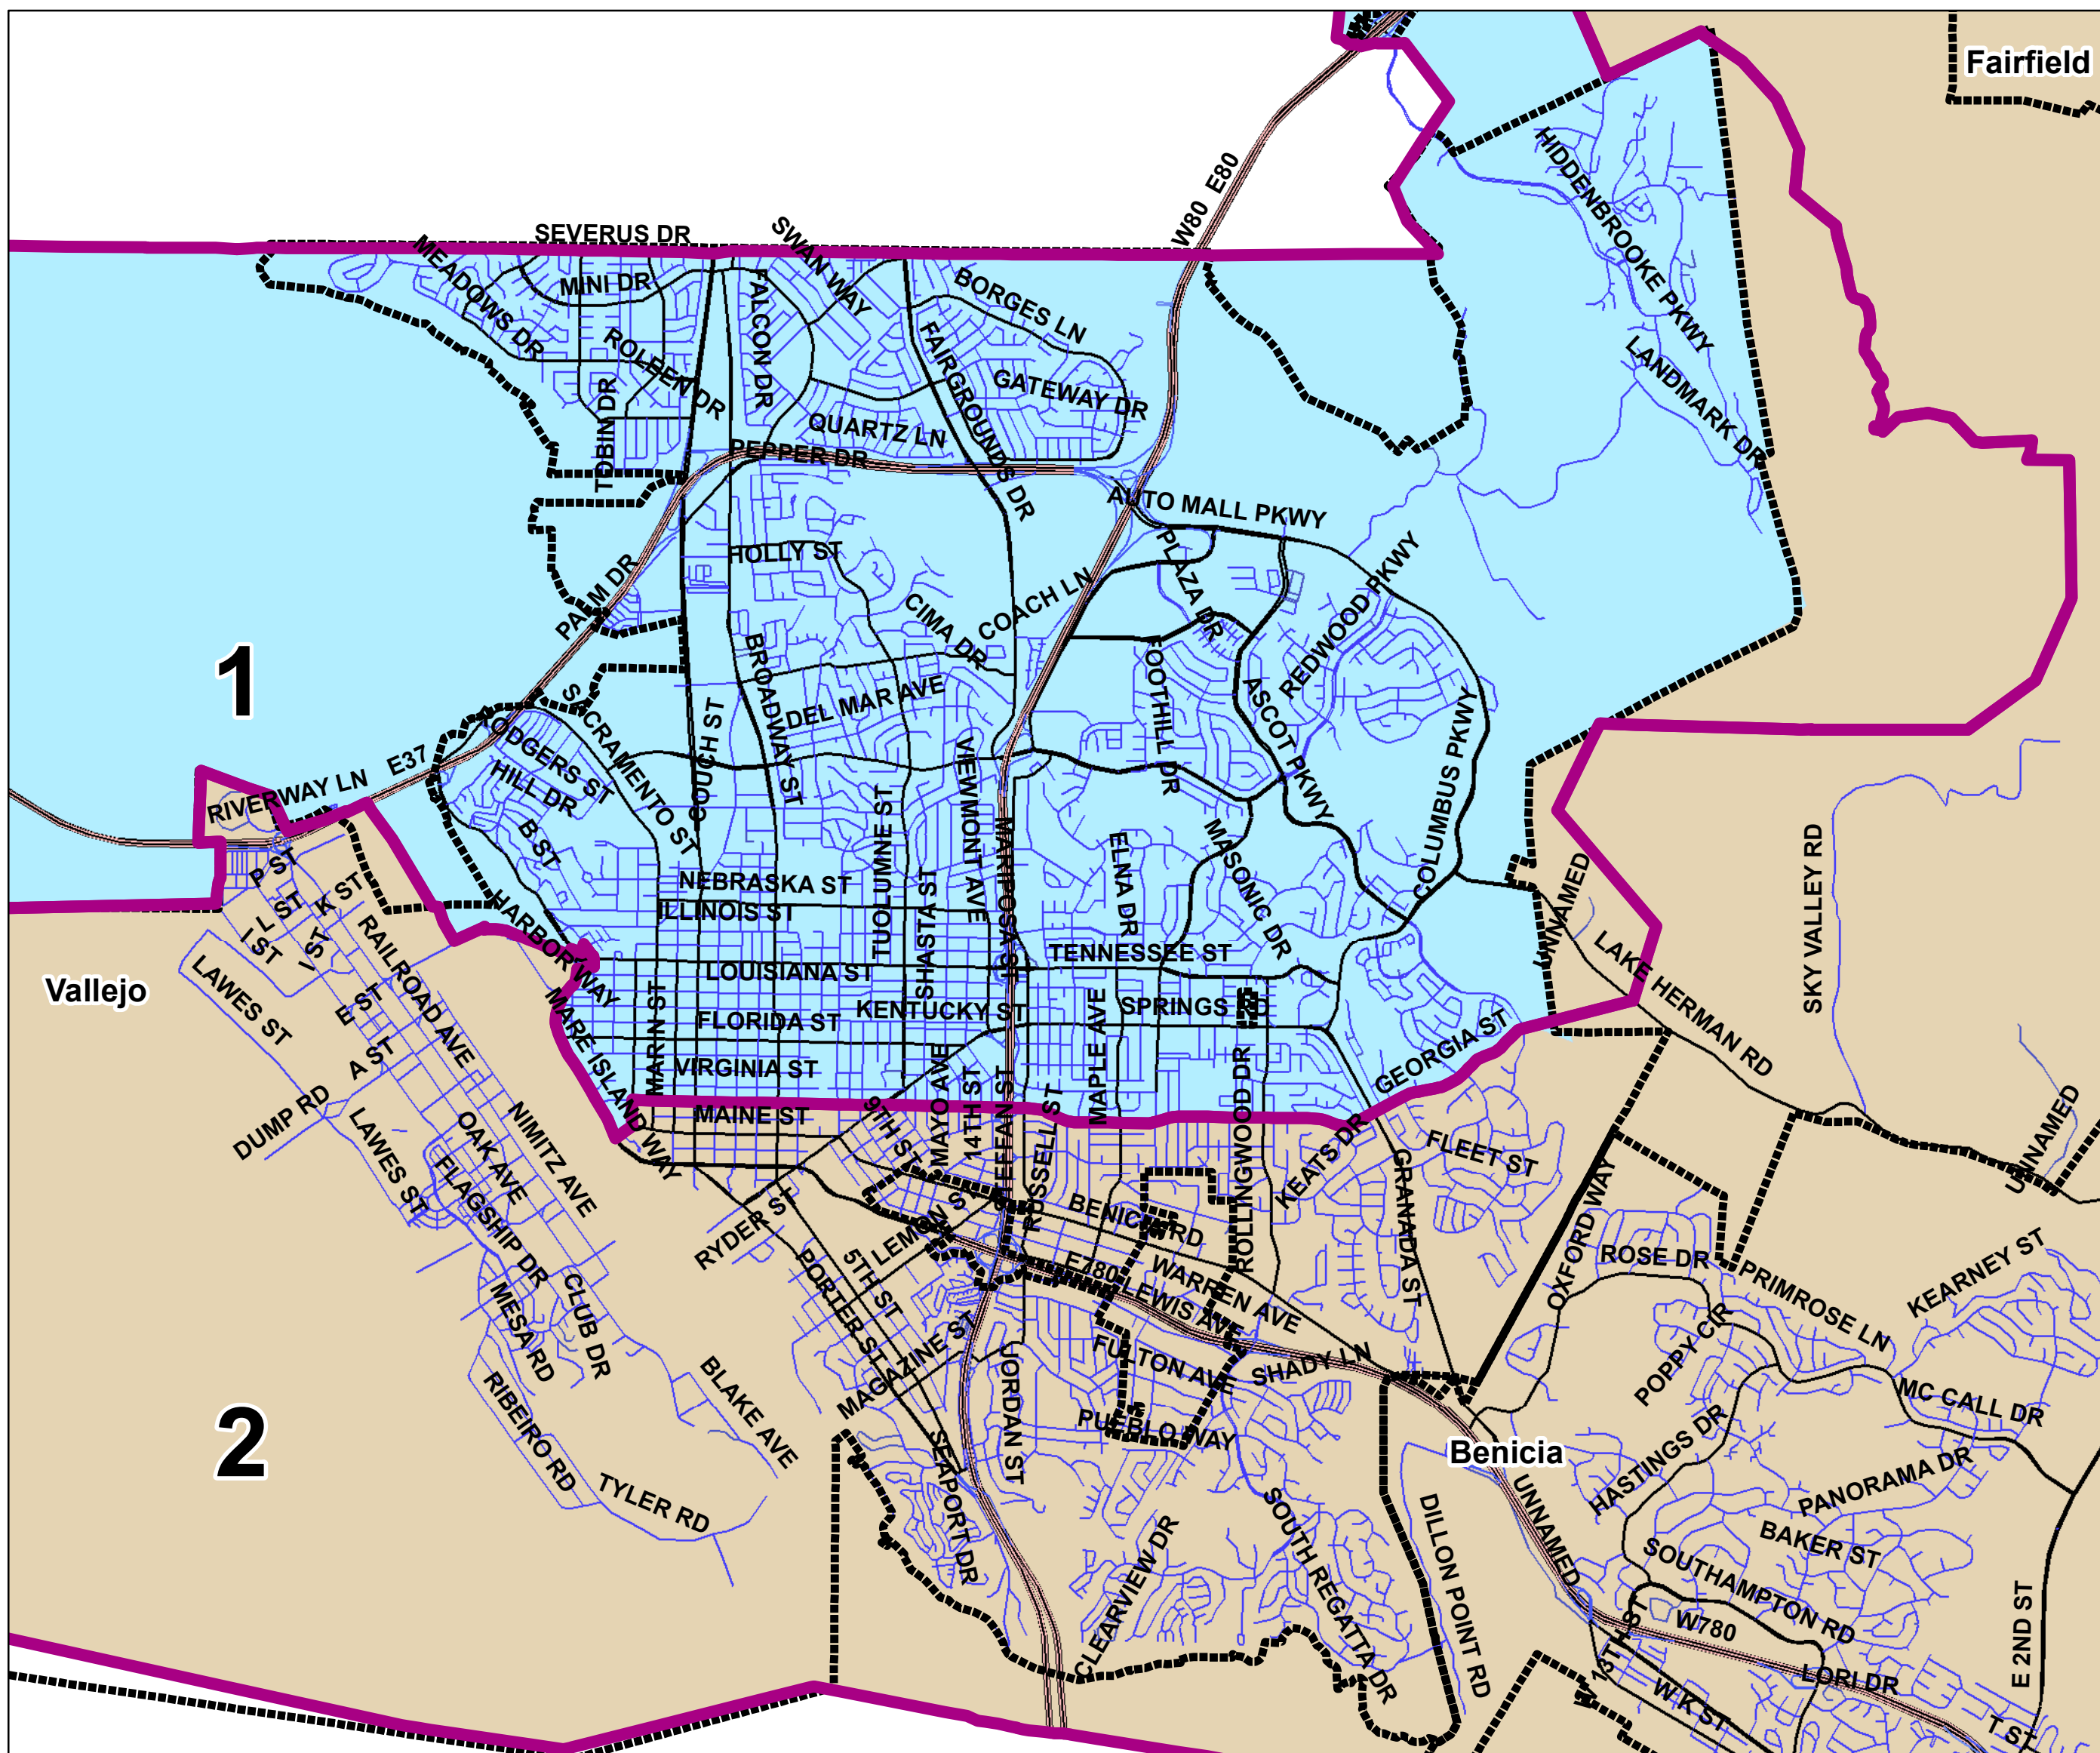 Fairfield
W80 E80
HIDDENBROOKE PKWY
SEVERUS DR
SWAN WAY
MEADOWS DR
MINI DR
FALCON DR
BORGES LN
ROLEEN DR
FAIRGROUNDS DR
GATEWAY DR
LANDMARK DR
TOBIN DR
QUARTZ LN
PEPPER DR
AUTO MALL PKWY
HOLLY ST
PLAZA DR
REDWOOD PKWY
PALM DR
CIMA DR
COACH LN
1
BROADWAY ST
FOOTHILL DR
SACRAMENTO ST
DEL MAR AVE
ASCOT PKWY
COUCH ST
COLUMBUS PKWY
HILL DR
VIEWMONT AVE
E37
RIVERWAY LN
B ST
TUOLUMNE ST
MARIPOSA ST
ELNA DR
MASONIC DR
SKY VALLEY RD
UNNAMED
P ST
K ST
L ST
I ST
NEBRASKA ST
ILLINOIS ST
SHASTA ST
HARBOR WAY
RAILROAD AVE
TENNESSEE ST
LAKE HERMAN RD
LAWES ST
Vallejo
LOUISIANA ST
E ST
MARIN ST
KENTUCKY ST
SPRINGS RD
FLORIDA ST
MAPLE AVE
GEORGIA ST
MARE ISLAND WAY
A ST
VIRGINIA ST
MAYO AVE
14TH ST
STEFFAN ST
RUSSELL ST
ROLLINGWOOD DR
DUMP RD
MAINE ST
9TH ST
KEATS DR
FLEET ST
UNNAMED
LAWES ST
OAK AVE
NIMITZ AVE
GRANADA ST
OXFORD WAY
FLAGSHIP DR
RYDER ST
LEMON ST
BENICIA RD
ROSE DR
KEARNEY ST
5TH ST
E780
WARREN AVE
PRIMROSE LN
CLUB DR
MESA RD
PORTER ST
LEWIS AVE
POPPY CIR
MAGAZINE ST
FULTON AVE
SHADY LN
RIBEIRO RD
BLAKE AVE
JORDAN ST
PUEBLO WAY
MC CALL DR
2
Benicia
HASTINGS DR
PANORAMA DR
TYLER RD
SEAPORT DR
CLEARVIEW DR
SOUTH REGATTA DR
DILLON POINT RD
UNNAMED
BAKER ST
SOUTHAMPTON RD
W780
13TH ST
E 2ND ST
LORI DR
W K ST
T ST